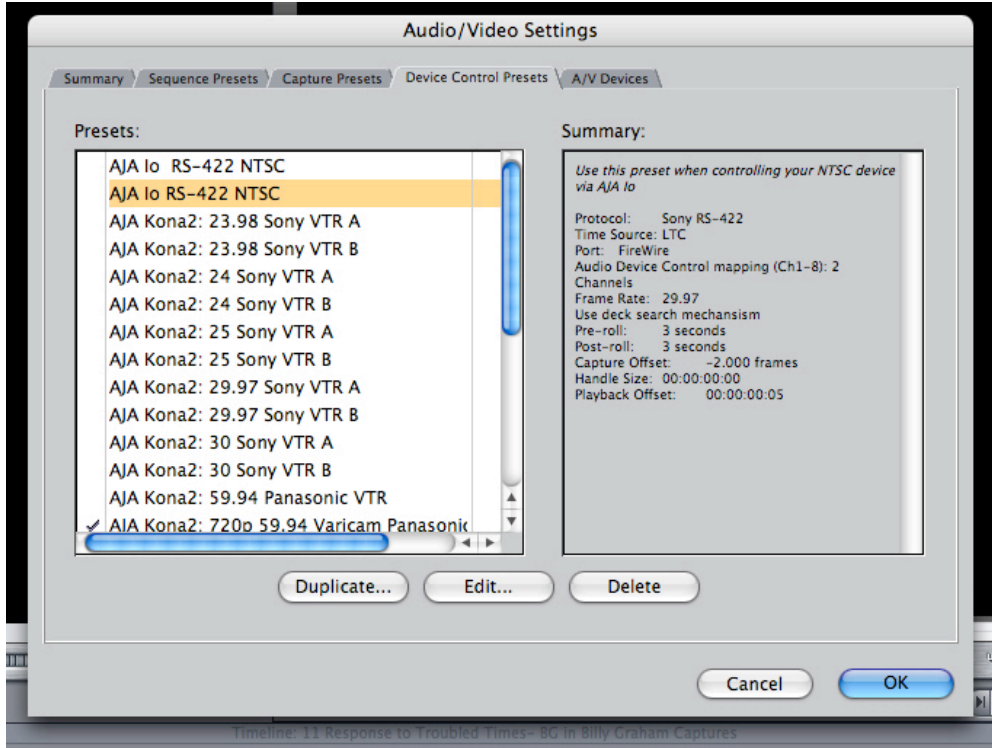 Audio/Video Settings
Summary
Sequence Presets
Capture Presets
Device Control Presets
A/V Devices
Presets:
AJA Io  RS-422 NTSC
AJA Io RS-422 NTSC
AJA Kona2: 23.98 Sony VTR A
AJA Kona2: 23.98 Sony VTR B
AJA Kona2: 24 Sony VTR A
AJA Kona2: 24 Sony VTR B
AJA Kona2: 25 Sony VTR A
AJA Kona2: 25 Sony VTR B
AJA Kona2: 29.97 Sony VTR A
AJA Kona2: 29.97 Sony VTR B
AJA Kona2: 30 Sony VTR A
AJA Kona2: 30 Sony VTR B
AJA Kona2: 59.94 Panasonic VTR
AJA Kona2: 720p 59.94 Varicam Panasonic
Summary:
Use this preset when controlling your NTSC device
via AJA Io
Protocol: Sony RS-422
Time Source: LTC
Port: FireWire
Audio Device Control mapping (Ch1-8): 2
Channels
Frame Rate: 29.97
Use deck search mechansism
Pre-roll: 3 seconds
Post-roll: 3 seconds
Capture Offset: -2.000 frames
Handle Size: 00:00:00:00
Playback Offset: 00:00:00:05
Duplicate...
Edit...
Delete
Cancel
OK
Timeline: 11 Response to Troubled Times- BG in Billy Graham Captures